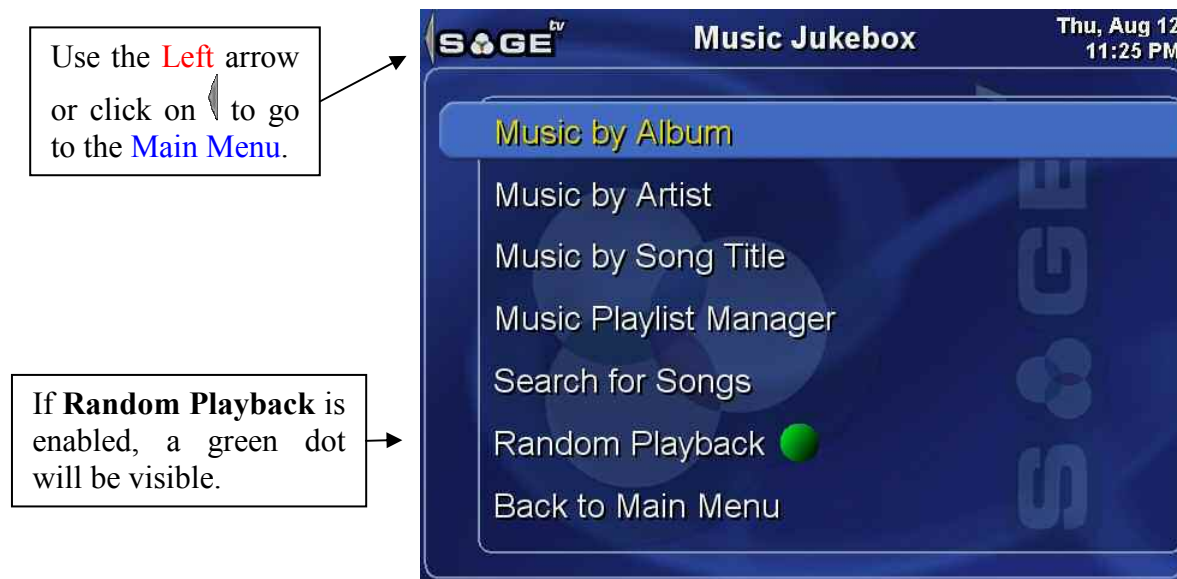 Use the Left arrow
or click on to go
to the Main Menu.
If Random Playback is
enabled, a green dot
will be visible.
SAGE tv
Music Jukebox
Thu, Aug 12
11:25 PM
Music by Album
Music by Artist
Music by Song Title
Music Playlist Manager
Search for Songs
Random Playback
Back to Main Menu
SAGE